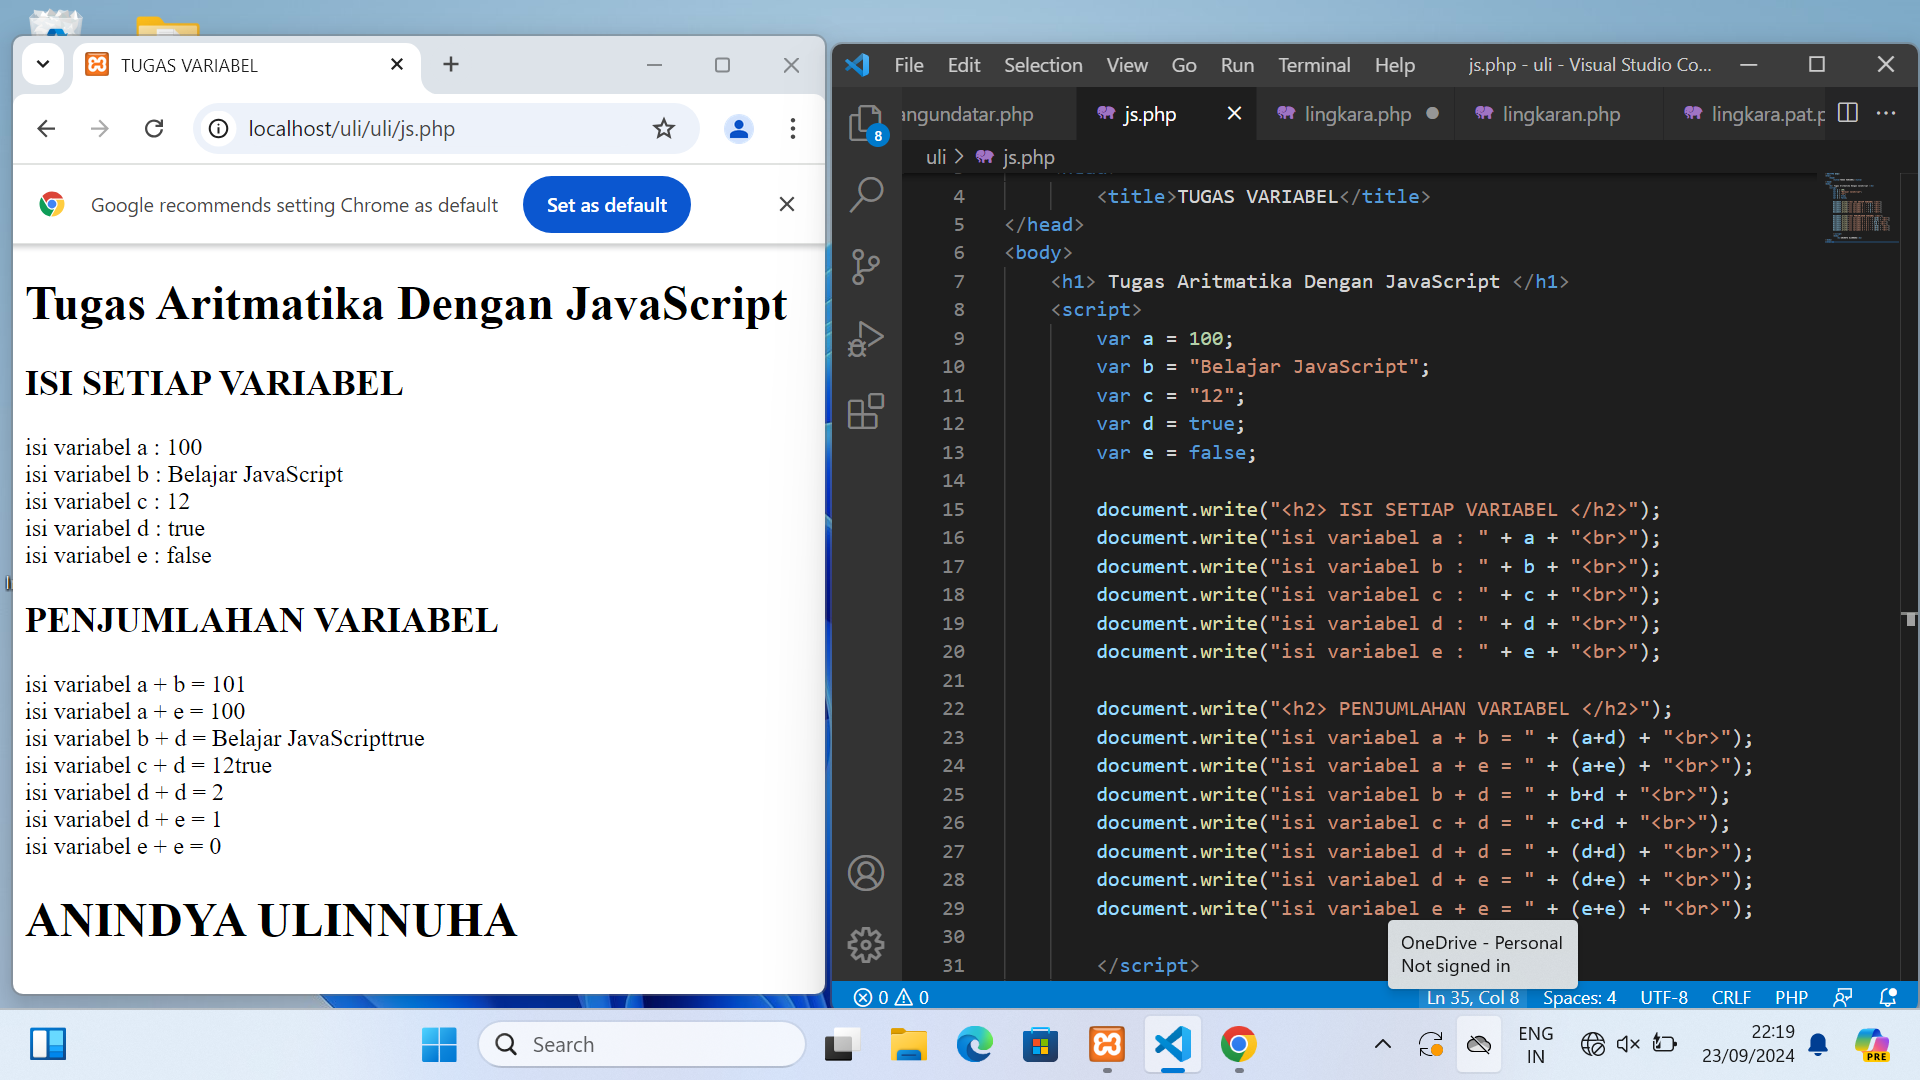 TUGAS VARIABEL
localhost/uli/uli/js.php
Google recommends setting Chrome as default
Set as default
Tugas Aritmatika Dengan JavaScript
ISI SETIAP VARIABEL
isi variabel a : 100
isi variabel b : Belajar JavaScript
isi variabel c : 12
isi variabel d : true
isi variabel e : false
PENJUMLAHAN VARIABEL
isi variabel a + b = 101
isi variabel a + e = 100
isi variabel b + d = Belajar JavaScripttrue
isi variabel c + d = 12true
isi variabel d + d = 2
isi variabel d + e = 1
isi variabel e + e = 0
ANINDYA ULINNUHA
File Edit Selection View Go Run Terminal Help js.php - uli - Visual Studio Co...
angundatar.php js.php lingkara.php lingkaran.php lingkara.pat.p
8
uli > js.php
4 <title>TUGAS VARIABEL</title>
5 </head>
6 <body>
7 <h1> Tugas Aritmatika Dengan JavaScript </h1>
8 <script>
9 var a = 100;
10 var b = "Belajar JavaScript";
11 var c = "12";
12 var d = true;
13 var e = false;
14
15 document.write("<h2> ISI SETIAP VARIABEL </h2>");
16 document.write("isi variabel a : " + a + "<br>");
17 document.write("isi variabel b : " + b + "<br>");
18 document.write("isi variabel c : " + c + "<br>");
19 document.write("isi variabel d : " + d + "<br>");
20 document.write("isi variabel e : " + e + "<br>");
21
22 document.write("<h2> PENJUMLAHAN VARIABEL </h2>");
23 document.write("isi variabel a + b = " + (a+d) + "<br>");
24 document.write("isi variabel a + e = " + (a+e) + "<br>");
25 document.write("isi variabel b + d = " + b+d + "<br>");
26 document.write("isi variabel c + d = " + c+d + "<br>");
27 document.write("isi variabel d + d = " + (d+d) + "<br>");
28 document.write("isi variabel d + e = " + (d+e) + "<br>");
29 document.write("isi variabel e + e = " + (e+e) + "<br>");
30
31 </script>
OneDrive - Personal
Not signed in
0 0 Ln 35, Col 8 Spaces: 4 UTF-8 CRLF PHP
Search
ENG
IN
22:19
23/09/2024
PRE